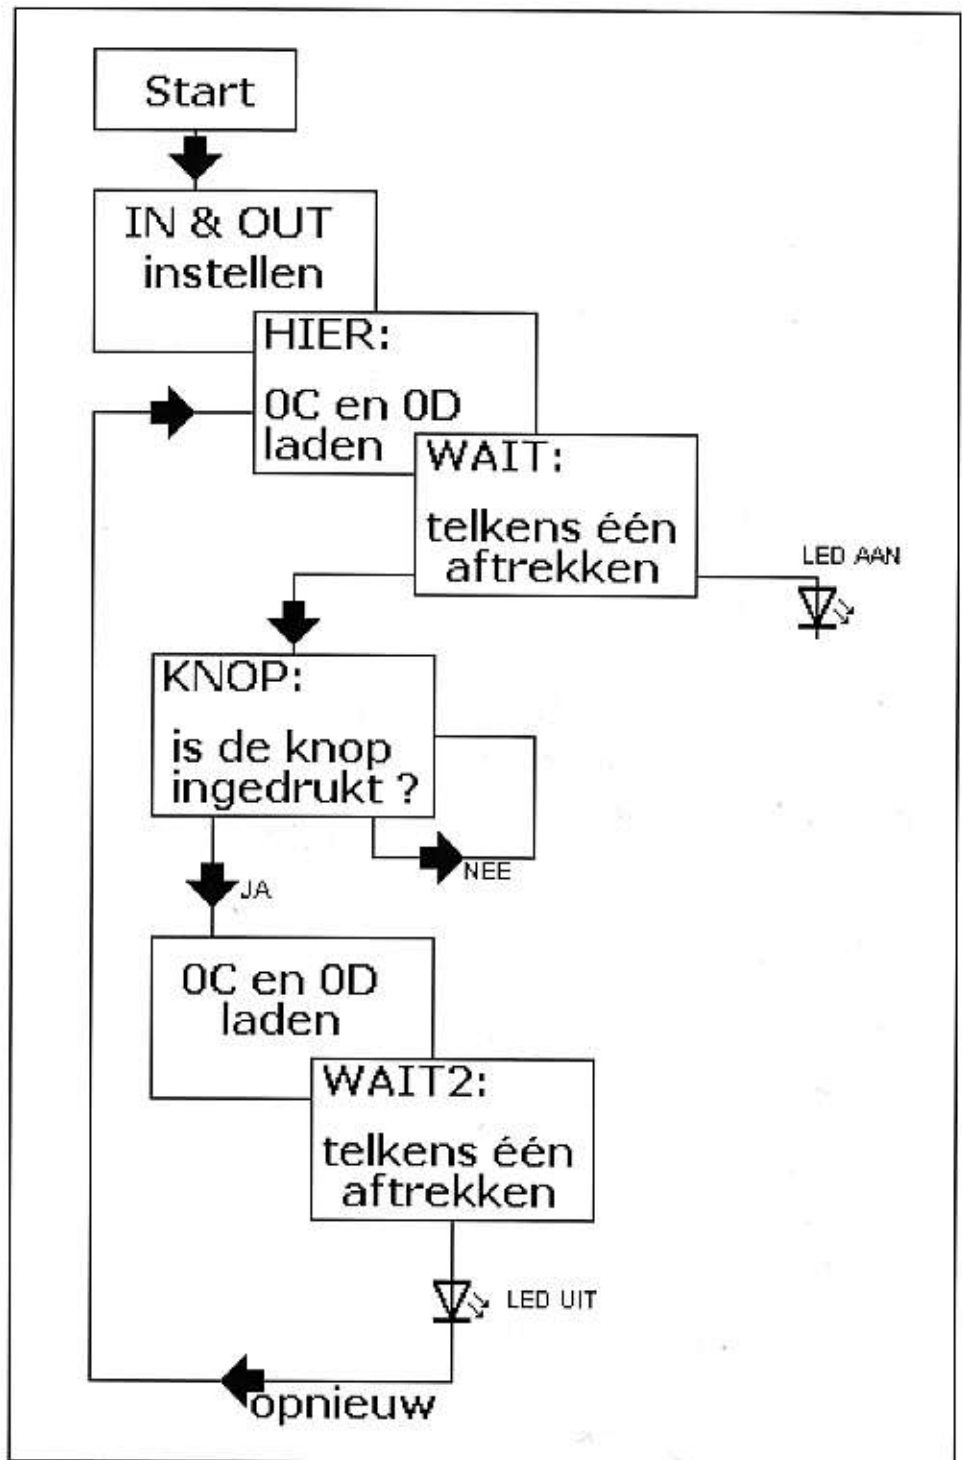 Start
IN & OUT
instellen
HIER:
0C en 0D
laden
WAIT:
telkens één
aftrekken
LED AAN
KNOP:
is de knop
ingedrukt ?
NEE
JA
0C en 0D
laden
WAIT2:
telkens één
aftrekken
LED UIT
opnieuw